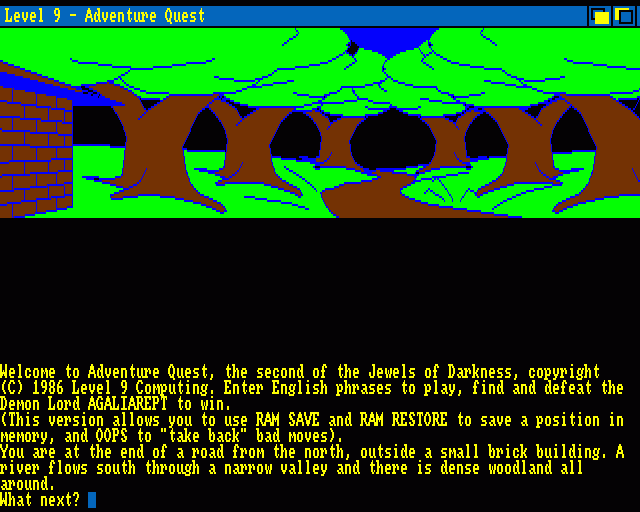 Level 9 - Adventure Quest
Welcome to Adventure Quest, the second of the Jewels of Darkness, copyright
(C) 1986 Level 9 Computing. Enter English phrases to play, find and defeat the
Demon Lord AGALIAREPT to win.
(This version allows you to use RAM SAVE and RAM RESTORE to save a position in
memory, and OOPS to "take back" bad moves).
You are at the end of a road from the north, outside a small brick building. A
river flows south through a narrow valley and there is dense woodland all
around.
What next?